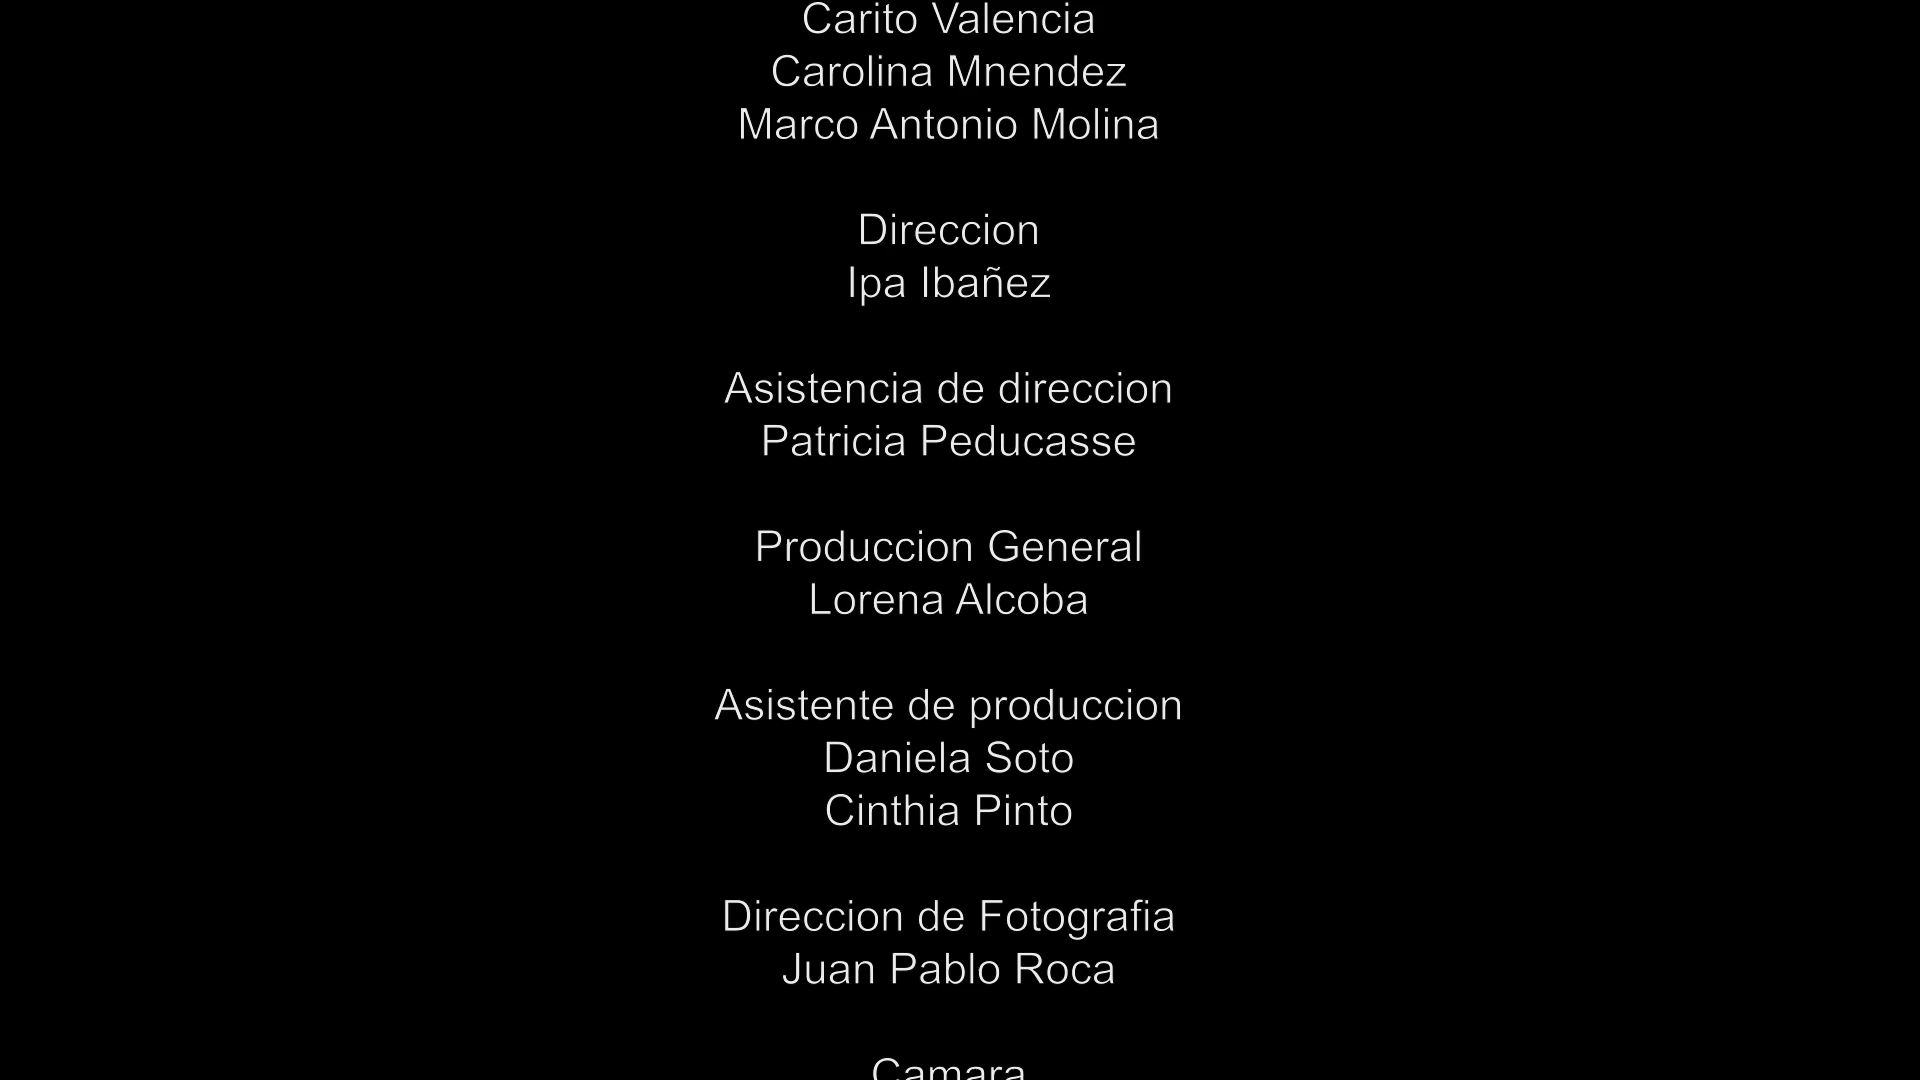 Carito Valencia
Carolina Mnendez
Marco Antonio Molina
Direccion
Ipa Ibañez
Asistencia de direccion
Patricia Peducasse
Produccion General
Lorena Alcoba
Asistente de produccion
Daniela Soto
Cinthia Pinto
Direccion de Fotografia
Juan Pablo Roca
Camara